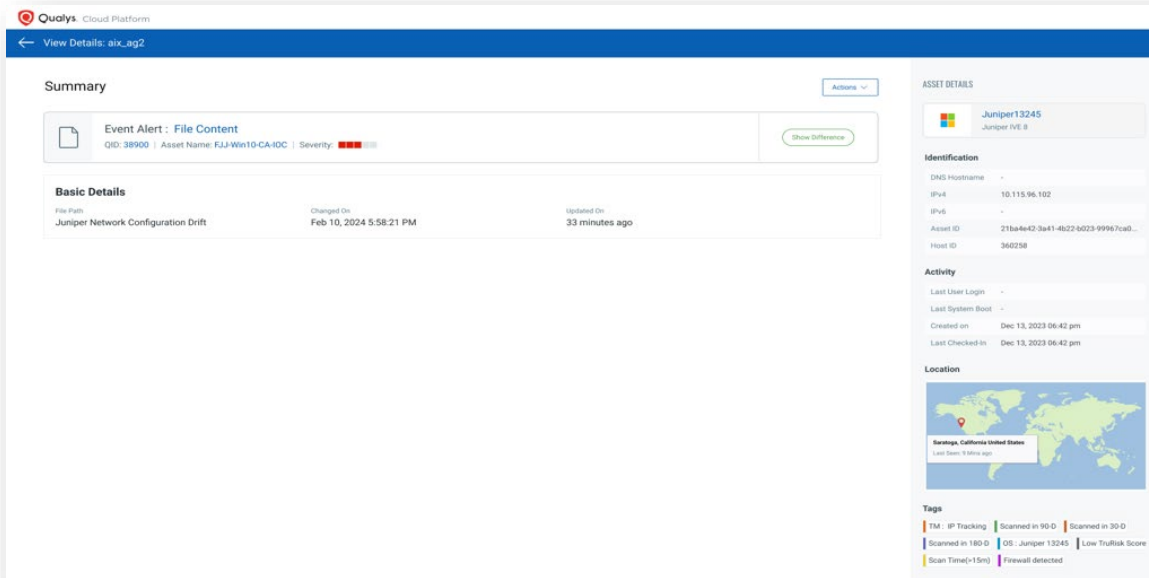 Qualys. Cloud Platform
View Details: aix_ag2
Summary
Actions
Event Alert : File Content
QID: 38900 | Asset Name: FJJ-Win10-CA-IOC | Severity:
Show Difference
Basic Details
File Path
Juniper Network Configuration Drift
Changed On
Feb 10, 2024 5:58:21 PM
Updated On
33 minutes ago
ASSET DETAILS
Juniper13245
Juniper IVE 8
Identification
DNS Hostname -
IPv4 10.115.96.102
IPv6 -
Asset ID 21ba4e42-3a41-4b22-b023-99967ca0...
Host ID 360258
Activity
Last User Login -
Last System Boot -
Created on Dec 13, 2023 06:42 pm
Last Checked-In Dec 13, 2023 06:42 pm
Location
Saratoga, California United States
Last Seen: 9 Mins ago
Tags
TM : IP Tracking Scanned in 90-D Scanned in 30-D
Scanned in 180-D OS : Juniper 13245 Low TruRisk Score
Scan Time(>15m) Firewall detected